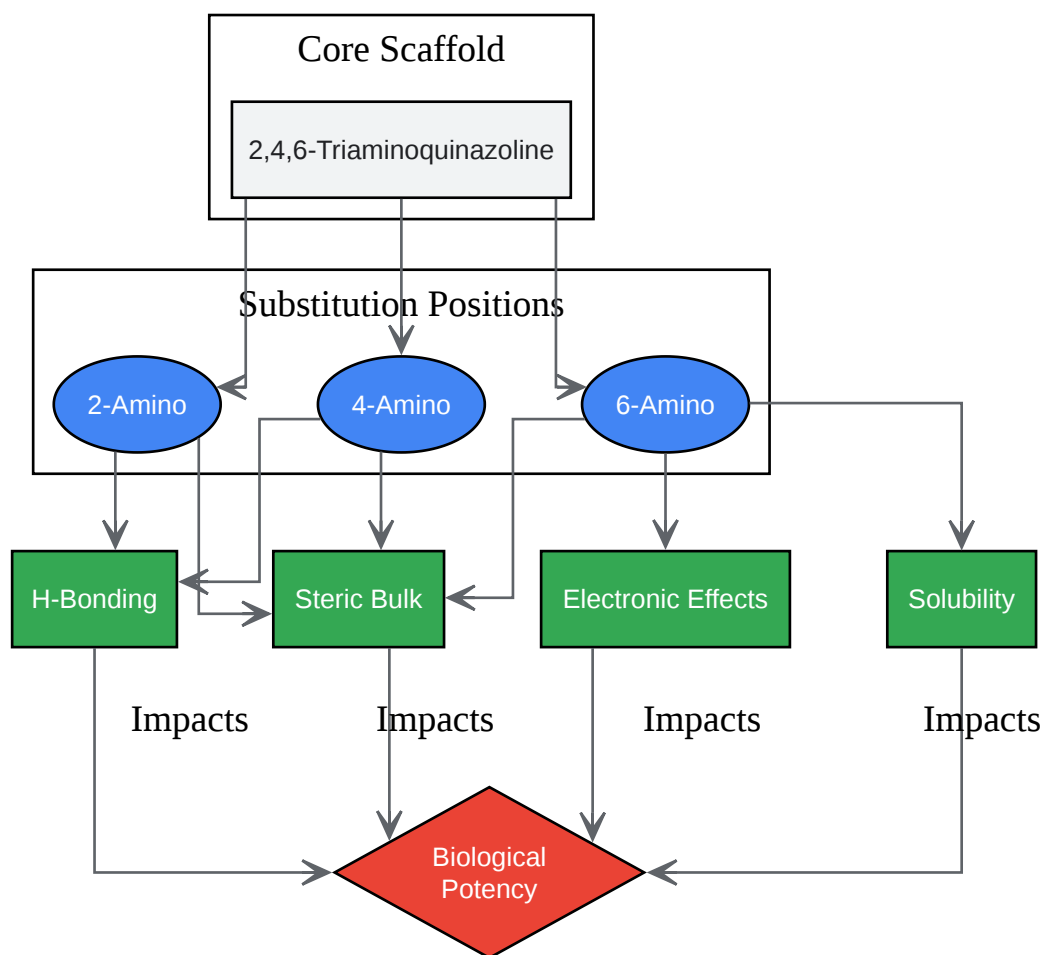 Core Scaffold
2,4,6-Triaminoquinazoline
Substitution Positions
2-Amino
4-Amino
6-Amino
H-Bonding
Steric Bulk
Electronic Effects
Solubility
Impacts
Impacts
Impacts
Impacts
Biological
Potency